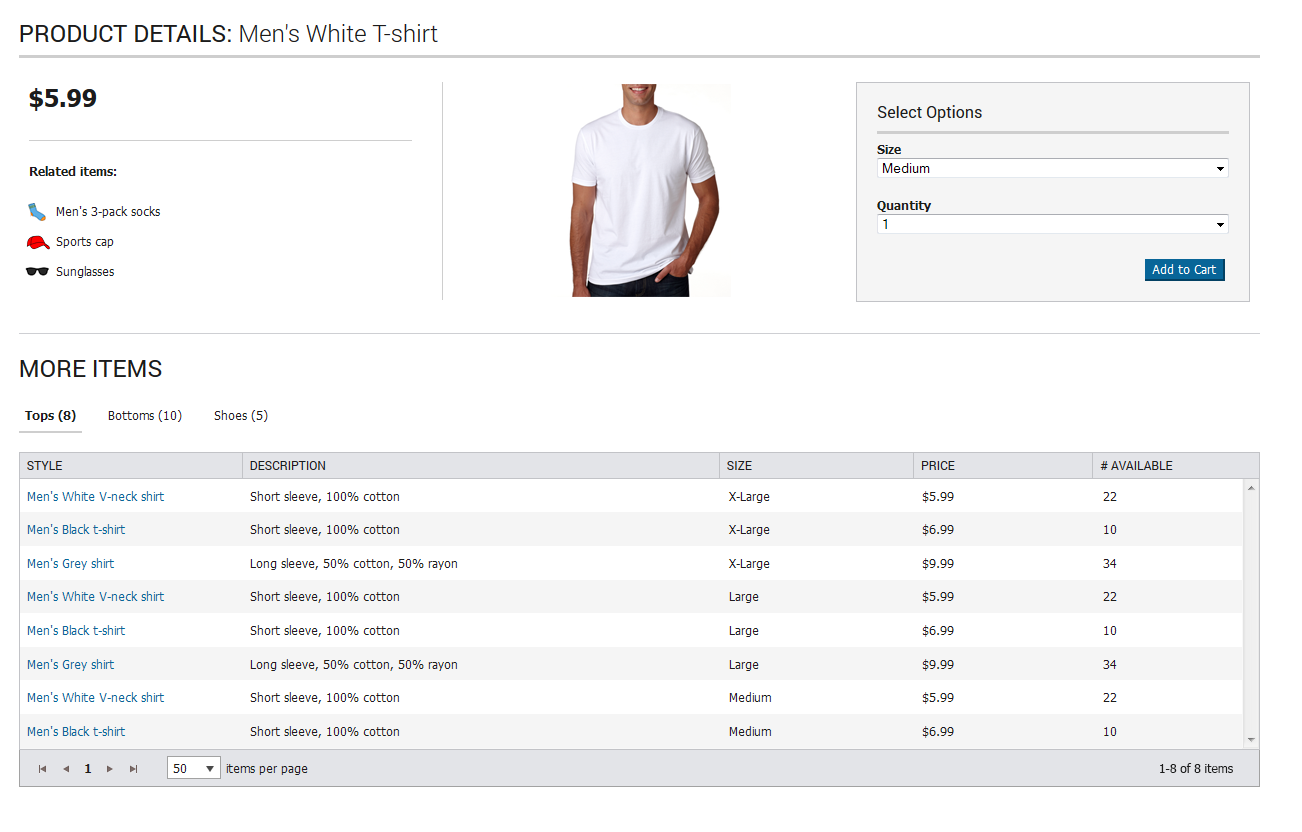 PRODUCT DETAILS: Men's White T-shirt
$5.99
Related items:
Men's 3-pack socks
Sports cap
Sunglasses
Select Options
Size
Medium
Quantity
1
Add to Cart
MORE ITEMS
Tops (8) Bottoms (10) Shoes (5)
STYLE DESCRIPTION SIZE PRICE # AVAILABLE
Men's White V-neck shirt Short sleeve, 100% cotton X-Large $5.99 22
Men's Black t-shirt Short sleeve, 100% cotton X-Large $6.99 10
Men's Grey shirt Long sleeve, 50% cotton, 50% rayon X-Large $9.99 34
Men's White V-neck shirt Short sleeve, 100% cotton Large $5.99 22
Men's Black t-shirt Short sleeve, 100% cotton Large $6.99 10
Men's Grey shirt Long sleeve, 50% cotton, 50% rayon Large $9.99 34
Men's White V-neck shirt Short sleeve, 100% cotton Medium $5.99 22
Men's Black t-shirt Short sleeve, 100% cotton Medium $6.99 10
1 50 items per page 1-8 of 8 items